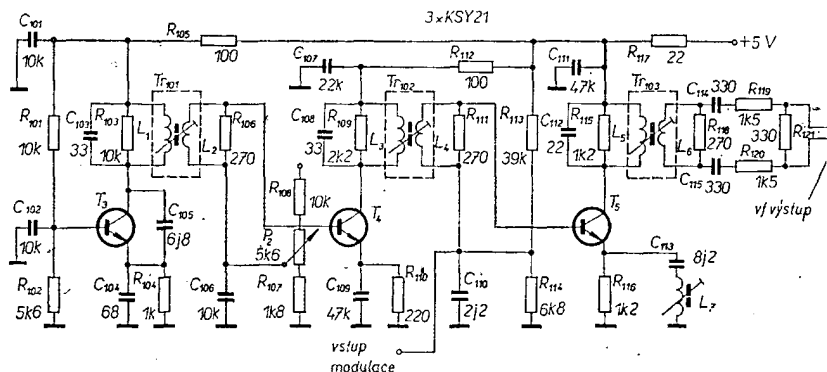 3×KSY21
C101
10k
R105
100
C107
22k
R112
100
C111
47k
R117
22
+5 V
Tr101
Tr102
Tr103
R101
10k
C103
33
R103
10k
L1
L2
R106
270
C108
33
R109
2k2
L3
L4
R111
270
R113
39k
C112
22
R115
1k2
L5
L6
C114
330
R119
1k5
R118
270
330
R121
R120
1k5
C115
330
vf výstup
C102
10k
T3
C105
6j8
R108
10k
P2
5k6
T4
T5
C113
8j2
R102
5k6
C104
68
R104
1k
C106
10k
R107
1k8
C109
47k
R110
220
C110
2j2
R114
6k8
R116
1k2
L7
vstup
modulace